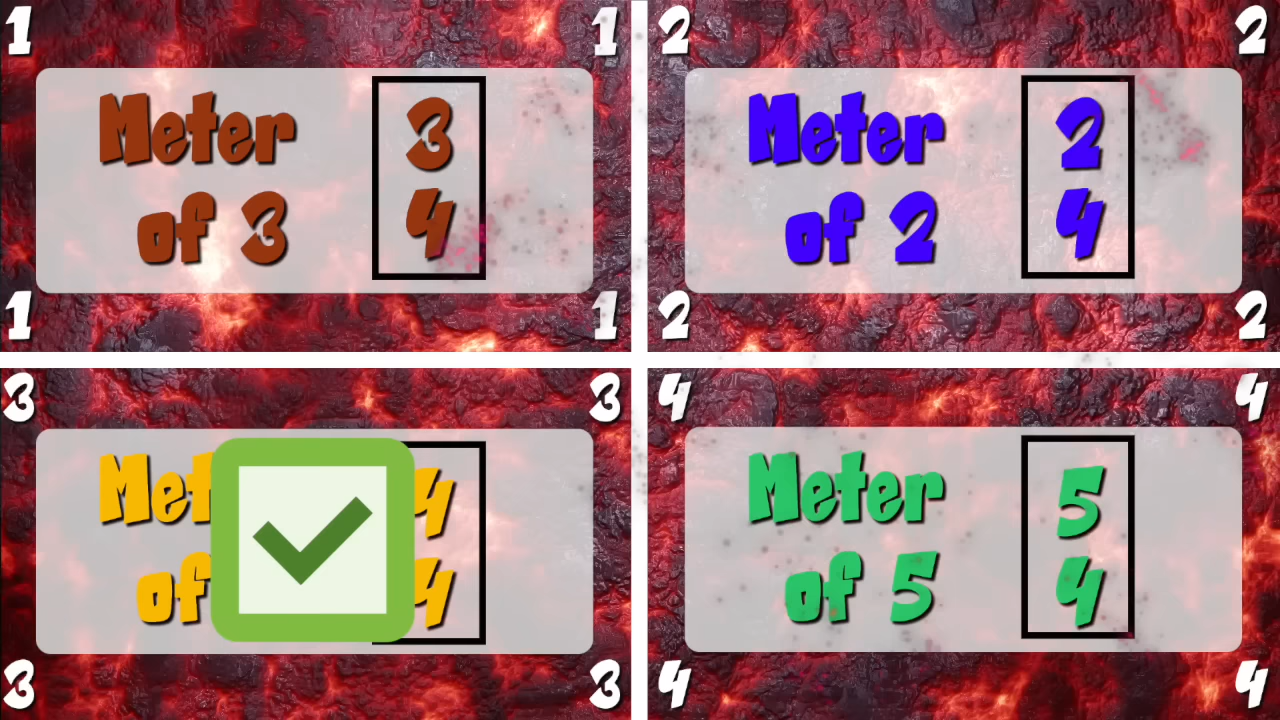 1 1
Meter 3
of 3 4
1 1
2 2
Meter 2
of 2 4
2 2
3 3
4
of 4
3 3
4 4
Meter 5
of 5 4
4 4